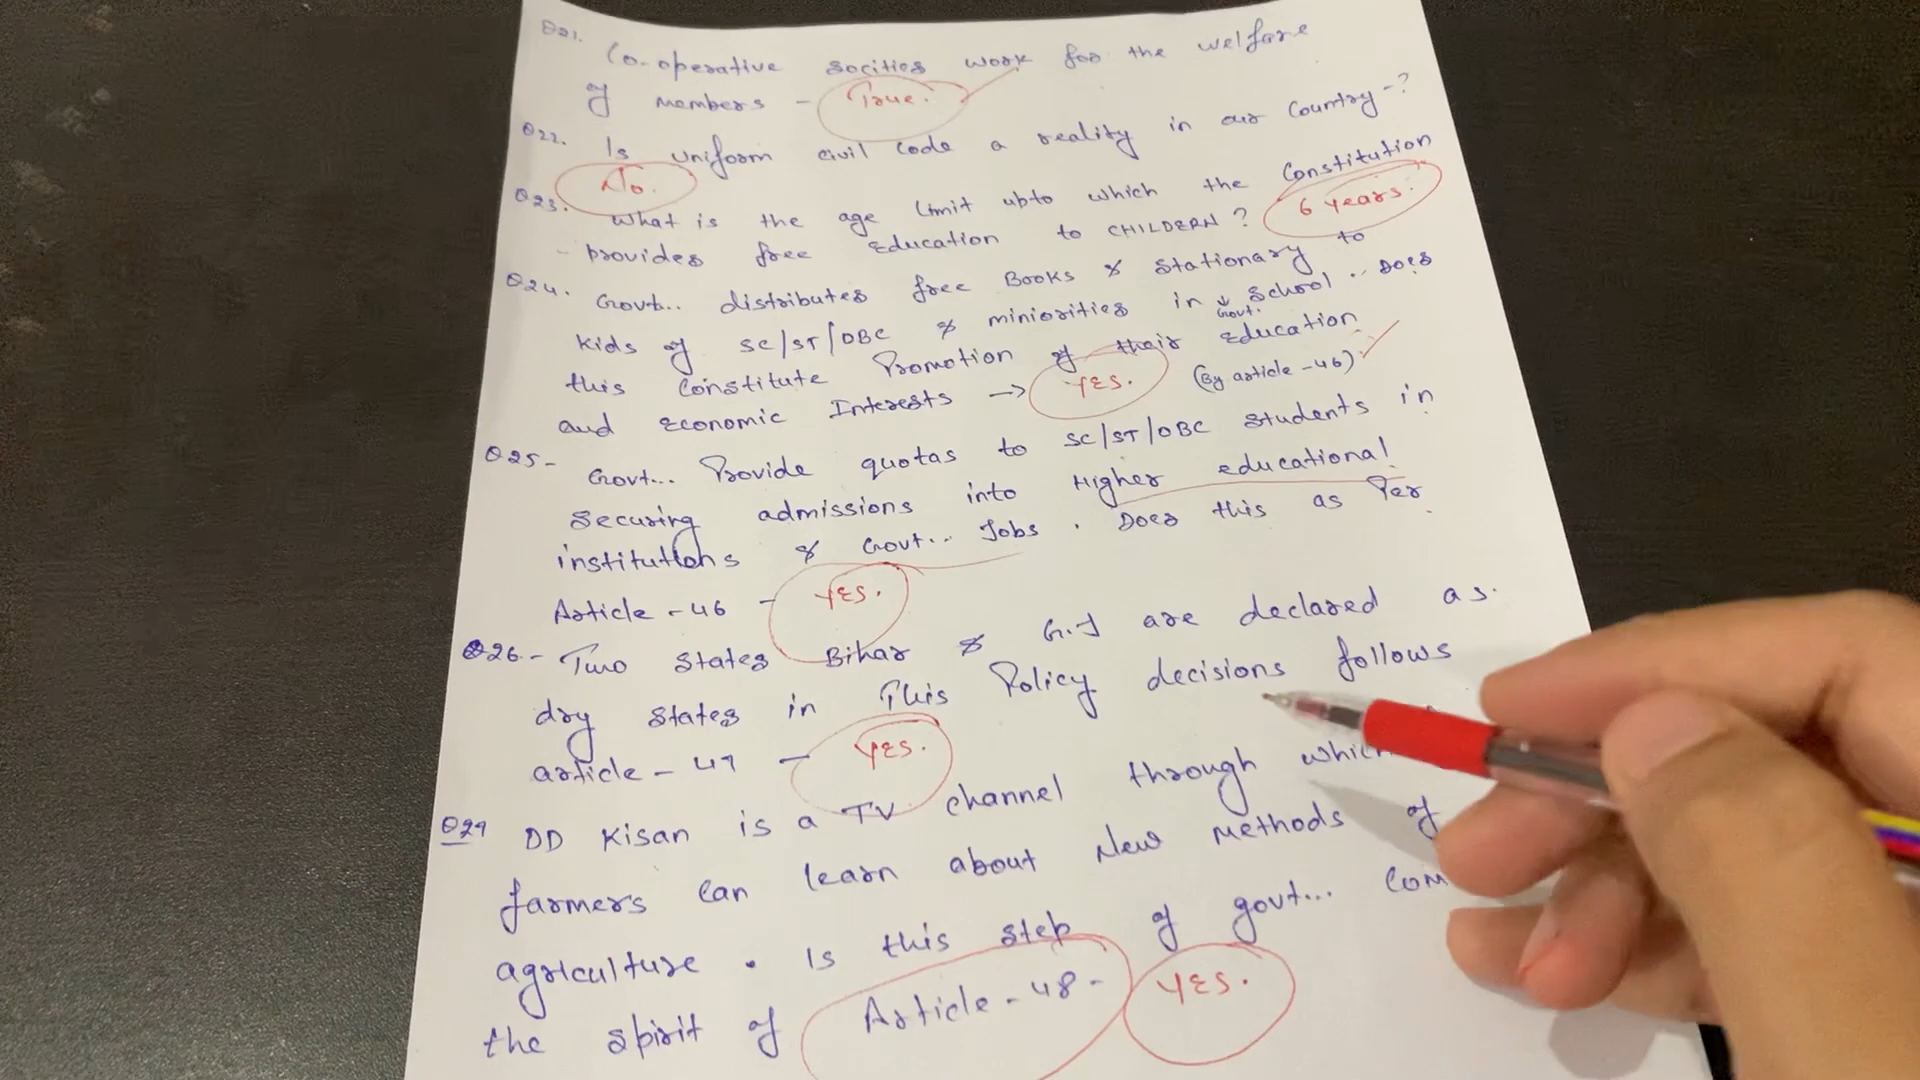 Q21. Co-operative socities work for the welfare
of members - True.
Q22. Is uniform civil code a reality in our Country-?
No.
Q23. What is the age limit upto which the Constitution
- provides free Education to CHILDERN? 6 years.
Q24. Govt... distributes free Books & Stationary to
kids of SC/ST/OBC & miniorities in Govt. School. Does
this Constitute Promotion of their Education
and Economic Interests → YES. (By article-46)
Q25- Govt... Provide quotas to SC/ST/OBC students in
securing admissions into Higher educational
institutions & Govt... Jobs. Does this as Per
Article-46 - YES.
Q26- Two states Bihar & G.J are declared as.
dry states in This Policy decisions follows
article-47 - YES.
Q27 DD Kisan is a TV channel through which
farmers can learn about New Methods of
agriculture. Is this step of govt... com
the spirit of Article-48- YES.